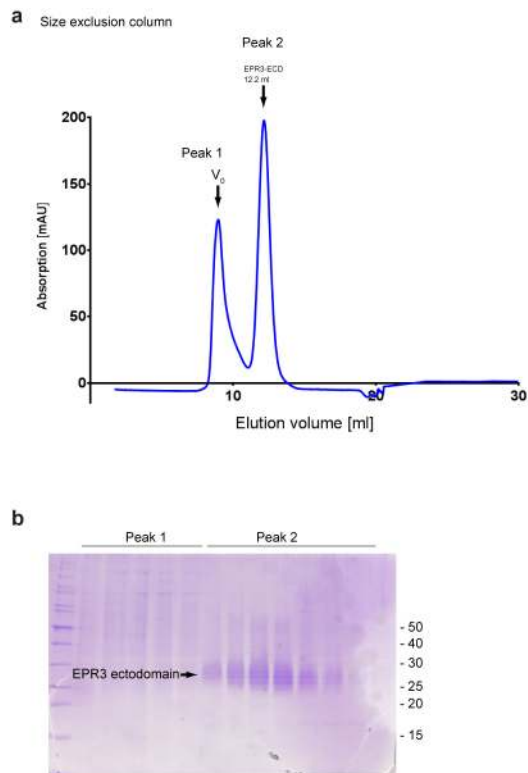 a Size exclusion column
Peak 2
EPR3-ECD
12.2 ml
Peak 1
V0
200
150
100
50
0
Absorption [mAU]
10 20 30
Elution volume [ml]
b
Peak 1 Peak 2
EPR3 ectodomain
- 50
- 40
- 30
- 25
- 20
- 15